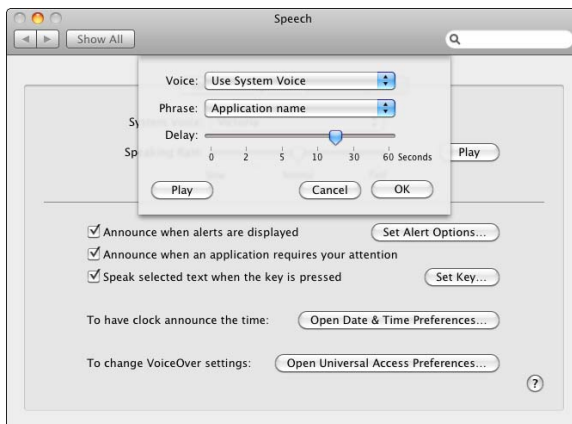 Speech
Show All
Voice: Use System Voice
Phrase: Application name
Delay:
0 2 5 10 30 60 Seconds
Play
Play Cancel OK
Announce when alerts are displayed Set Alert Options...
Announce when an application requires your attention
Speak selected text when the key is pressed Set Key...
To have clock announce the time: Open Date & Time Preferences...
To change VoiceOver settings: Open Universal Access Preferences...
?